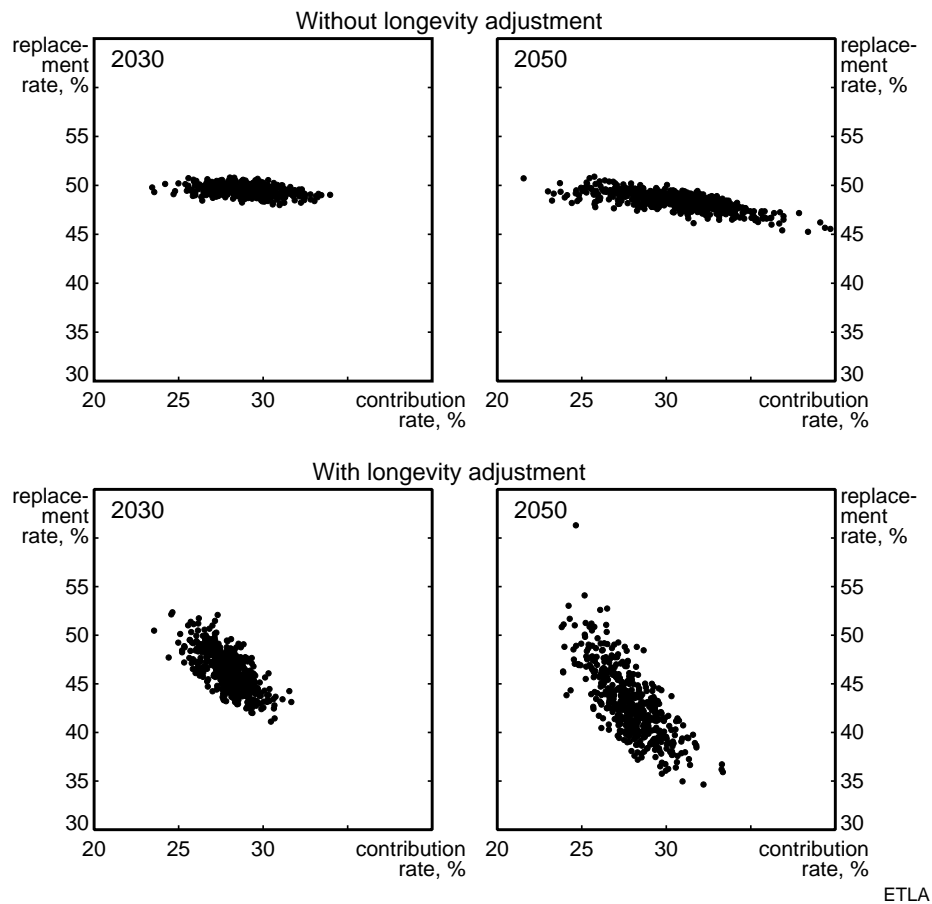 Without longevity adjustment
replace-
ment
rate, %
2030
55
50
45
40
35
30
20 25 30 contribution
rate, %
2050
replace-
ment
rate, %
55
50
45
40
35
30
20 25 30 contribution
rate, %
With longevity adjustment
replace-
ment
rate, %
2030
55
50
45
40
35
30
20 25 30 contribution
rate, %
2050
replace-
ment
rate, %
55
50
45
40
35
30
20 25 30 contribution
rate, %
ETLA